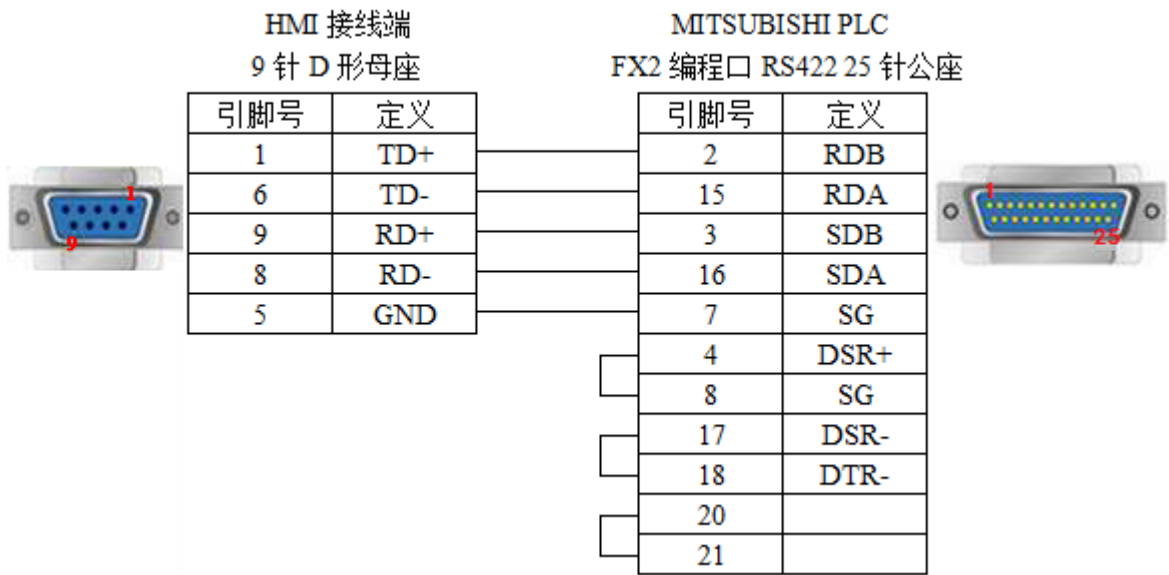 HMI 接线端
9 针 D 形母座
MITSUBISHI PLC
FX2 编程口 RS422 25 针公座
引脚号 定义
1 TD+
6 TD-
9 RD+
8 RD-
5 GND
引脚号 定义
2 RDB
15 RDA
3 SDB
16 SDA
7 SG
4 DSR+
8 SG
17 DSR-
18 DTR-
20
21
1
9
1
25